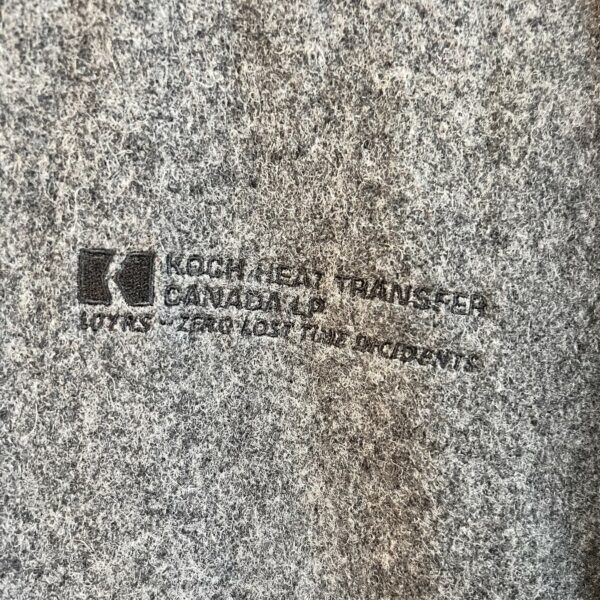 KOCH HEAT TRANSFER
CANADA LP
10YRS - ZERO LOST TIME INCIDENTS